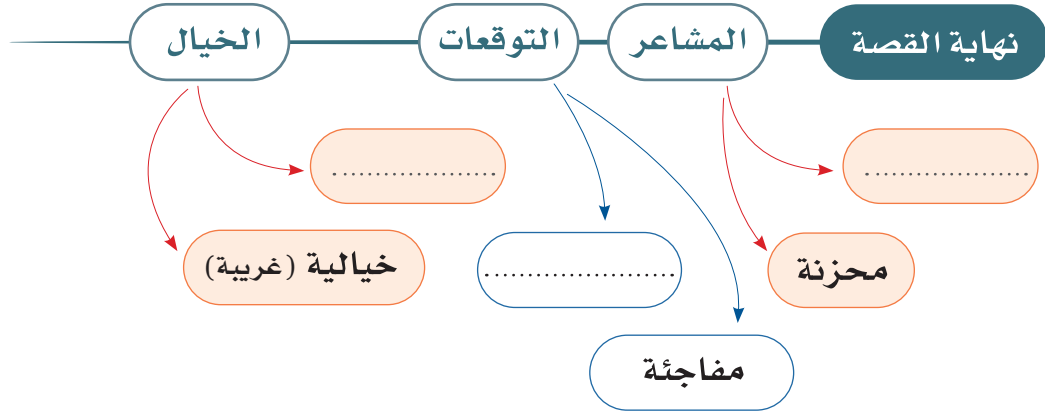 نهاية القصة
المشاعر
التوقعات
الخيال
....................
....................
محزنة
.......................
خيالية (غريبة)
مفاجئة